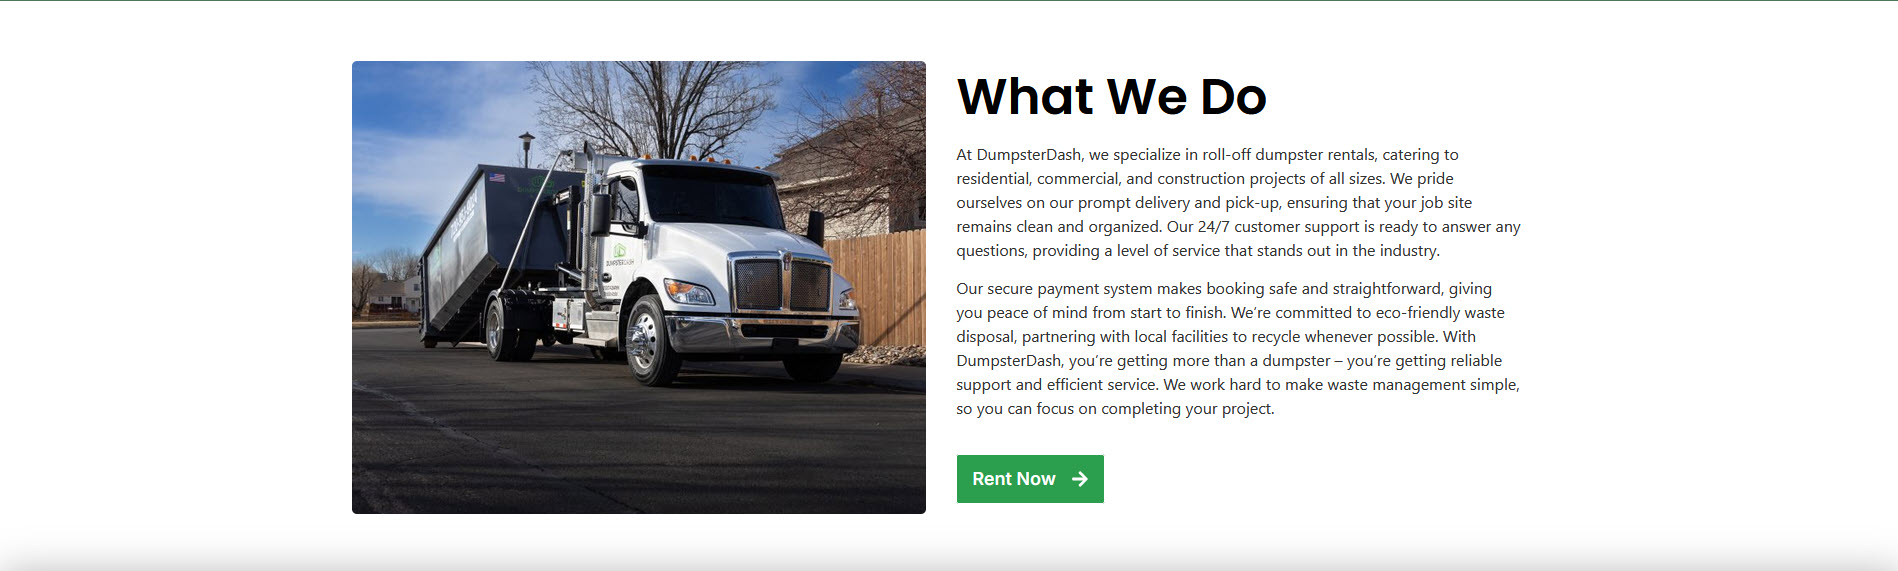 What We Do
At DumpsterDash, we specialize in roll-off dumpster rentals, catering to
residential, commercial, and construction projects of all sizes. We pride
ourselves on our prompt delivery and pick-up, ensuring that your job site
remains clean and organized. Our 24/7 customer support is ready to answer any
questions, providing a level of service that stands out in the industry.
Our secure payment system makes booking safe and straightforward, giving
you peace of mind from start to finish. We’re committed to eco-friendly waste
disposal, partnering with local facilities to recycle whenever possible. With
DumpsterDash, you’re getting more than a dumpster – you’re getting reliable
support and efficient service. We work hard to make waste management simple,
so you can focus on completing your project.
Rent Now
DUMPSTERDASH